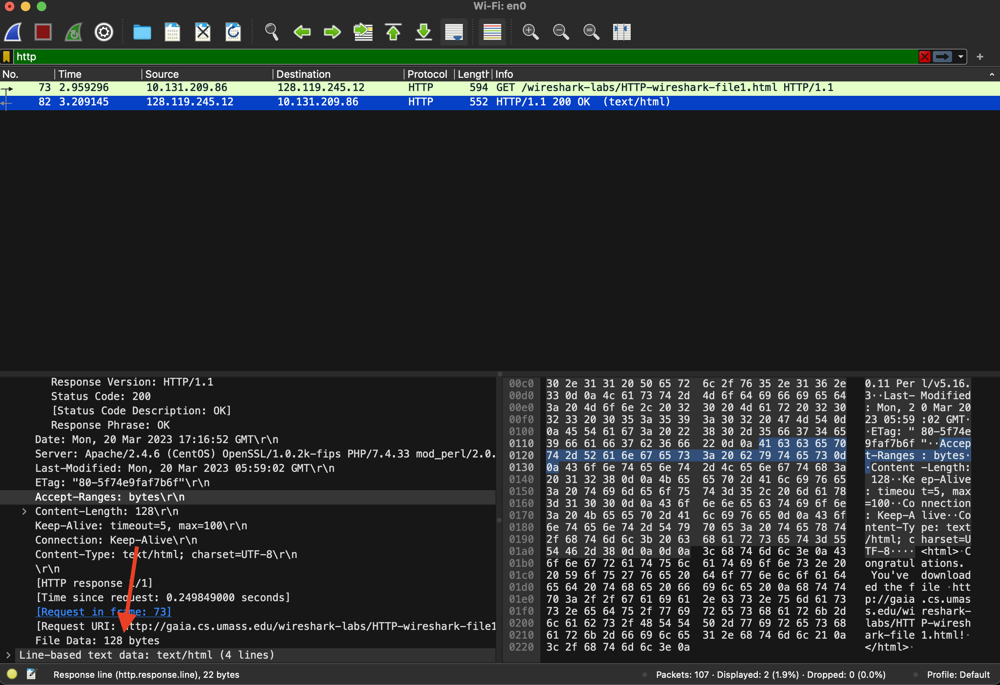 Wi-Fi: en0
http
No. Time Source Destination Protocol Length Info
73 2.959296 10.131.209.86 128.119.245.12 HTTP 594 GET /wireshark-labs/HTTP-wireshark-file1.html HTTP/1.1
82 3.209145 128.119.245.12 10.131.209.86 HTTP 552 HTTP/1.1 200 OK  (text/html)
Response Version: HTTP/1.1
Status Code: 200
[Status Code Description: OK]
Response Phrase: OK
Date: Mon, 20 Mar 2023 17:16:52 GMT\r\n
Server: Apache/2.4.6 (CentOS) OpenSSL/1.0.2k-fips PHP/7.4.33 mod_perl/2.0.
Last-Modified: Mon, 20 Mar 2023 05:59:02 GMT\r\n
ETag: "80-5f74e9faf7b6f"\r\n
Accept-Ranges: bytes\r\n
Content-Length: 128\r\n
Keep-Alive: timeout=5, max=100\r\n
Connection: Keep-Alive\r\n
Content-Type: text/html; charset=UTF-8\r\n
\r\n
[HTTP response /1]
[Time since request: 0.249849000 seconds]
[Request in frame: 73]
[Request URI: http://gaia.cs.umass.edu/wireshark-labs/HTTP-wireshark-file1
File Data: 128 bytes
Line-based text data: text/html (4 lines)
00c0 30 2e 31 31 20 50 65 72 6c 2f 76 35 2e 31 36 2e 0.11 Per l/v5.16.
00d0 33 0d 0a 4c 61 73 74 2d 4d 6f 64 69 66 69 65 64 3··Last- Modified
00e0 3a 20 4d 6f 6e 2c 20 32 30 20 4d 61 72 20 32 30 : Mon, 2 0 Mar 20
00f0 32 33 20 30 35 3a 35 39 3a 30 32 20 47 4d 54 0d 23 05:59 :02 GMT·
0100 0a 45 54 61 67 3a 20 22 38 30 2d 35 66 37 34 65 ·ETag: " 80-5f74e
0110 39 66 61 66 37 62 36 66 22 0d 0a 41 63 63 65 70 9faf7b6f "··Accep
0120 74 2d 52 61 6e 67 65 73 3a 20 62 79 74 65 73 0d t-Ranges : bytes·
0130 0a 43 6f 6e 74 65 6e 74 2d 4c 65 6e 67 74 68 3a ·Content -Length:
0140 20 31 32 38 0d 0a 4b 65 65 70 2d 41 6c 69 76 65 128··Ke ep-Alive
0150 3a 20 74 69 6d 65 6f 75 74 3d 35 2c 20 6d 61 78 : timeou t=5, max
0160 3d 31 30 30 0d 0a 43 6f 6e 6e 65 63 74 69 6f 6e =100··Co nnection
0170 3a 20 4b 65 65 70 2d 41 6c 69 76 65 0d 0a 43 6f : Keep-A live··Co
0180 6e 74 65 6e 74 2d 54 79 70 65 3a 20 74 65 78 74 ntent-Ty pe: text
0190 2f 68 74 6d 6c 3b 20 63 68 61 72 73 65 74 3d 55 /html; c harset=U
01a0 54 46 2d 38 0d 0a 0d 0a 3c 68 74 6d 6c 3e 0a 43 TF-8···· <html>·C
01b0 6f 6e 67 72 61 74 75 6c 61 74 69 6f 6e 73 2e 20 ongratul ations.
01c0 20 59 6f 75 27 76 65 20 64 6f 77 6e 6c 6f 61 64 You've download
01d0 65 64 20 74 68 65 20 66 69 6c 65 20 0a 68 74 74 ed the f ile ·htt
01e0 70 3a 2f 2f 67 61 69 61 2e 63 73 2e 75 6d 61 73 p://gaia .cs.umas
01f0 73 2e 65 64 75 2f 77 69 72 65 73 68 61 72 6b 2d s.edu/wi reshark-
0200 6c 61 62 73 2f 48 54 54 50 2d 77 69 72 65 73 68 labs/HTT P-wiresh
0210 61 72 6b 2d 66 69 6c 65 31 2e 68 74 6d 6c 21 0a ark-file 1.html!·
0220 3c 2f 68 74 6d 6c 3e 0a </html>·
Response line (http.response.line), 22 bytes
Packets: 107 · Displayed: 2 (1.9%) · Dropped: 0 (0.0%)
Profile: Default